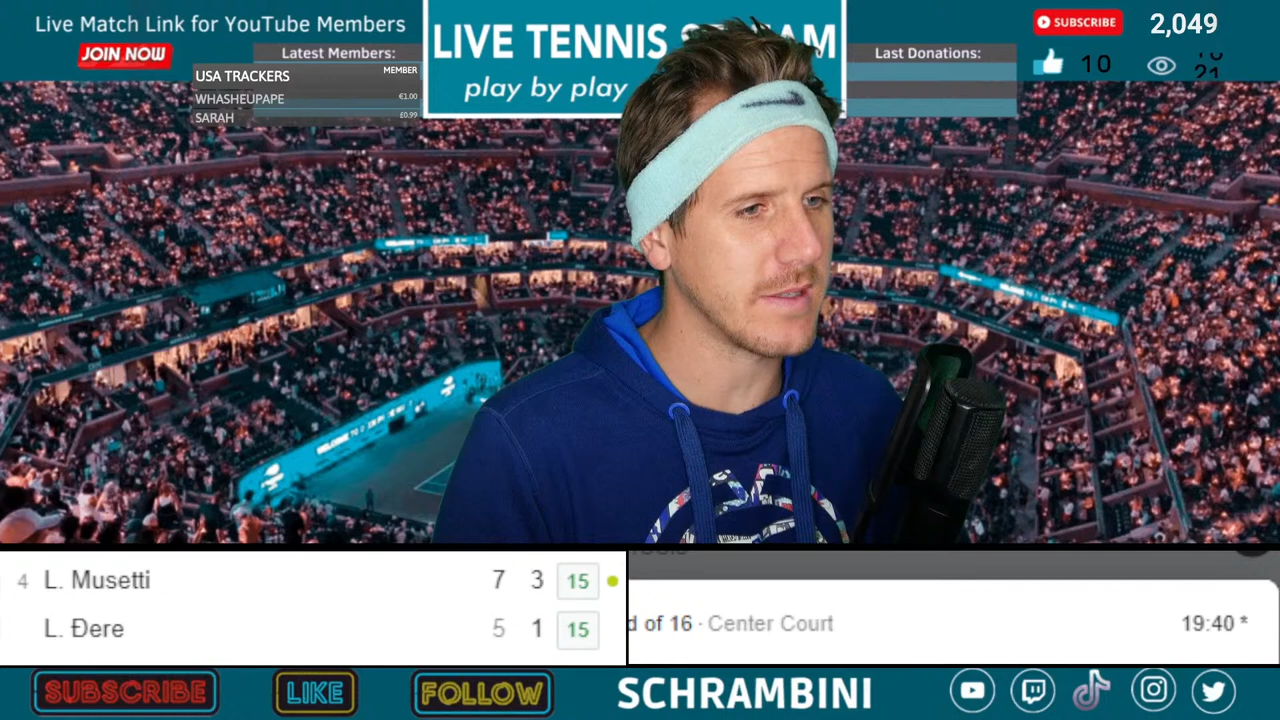 Live Match Link for YouTube Members
JOIN NOW
Latest Members:
USA TRACKERS MEMBER
WHASHEUPAPE €1.00
SARAH £0.99
LIVE TENNIS
play by play
Last Donations:
SUBSCRIBE 2,049
10
4 L. Musetti 7 3 15
L. Đere 5 1 15
d of 16 · Center Court 19:40 *
SUBSCRIBE
LIKE
FOLLOW
SCHRAMBINI